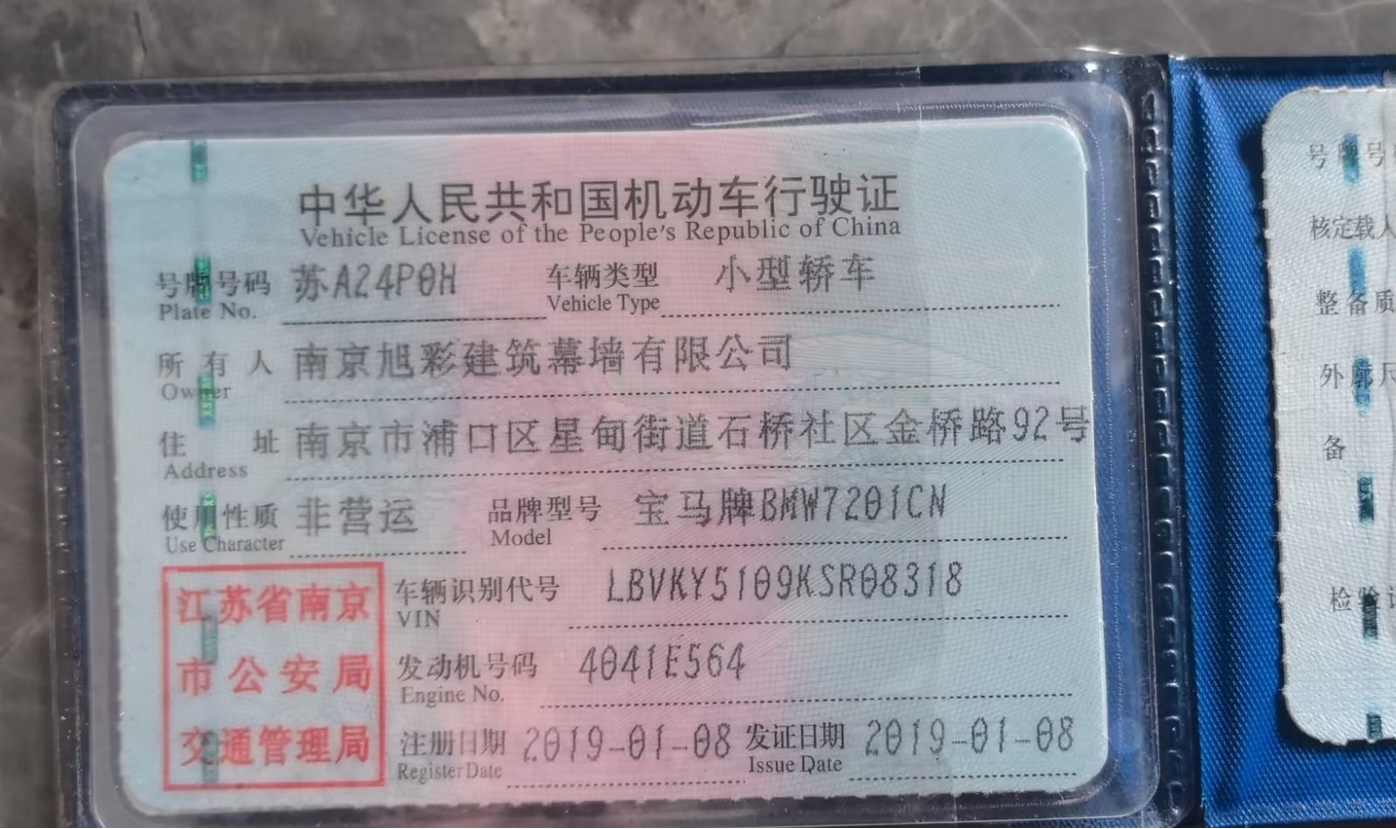 中华人民共和国机动车行驶证
Vehicle License of the People's Republic of China
号牌号码 苏A24P0H 车辆类型 小型轿车
Plate No. Vehicle Type
所有人 南京旭彩建筑幕墙有限公司
Owner
住址 南京市浦口区星甸街道石桥社区金桥路92号
Address
使用性质 非营运 品牌型号 宝马牌BMW7201CN
Use Character Model
江苏省南京
市公安局
交通管理局
车辆识别代号 LBVKY5109KSR08318
VIN
发动机号码 4041E564
Engine No.
注册日期 2019-01-08 发证日期 2019-01-08
Register Date Issue Date
号牌号
核定载人
整备质
外廓尺
备
检验